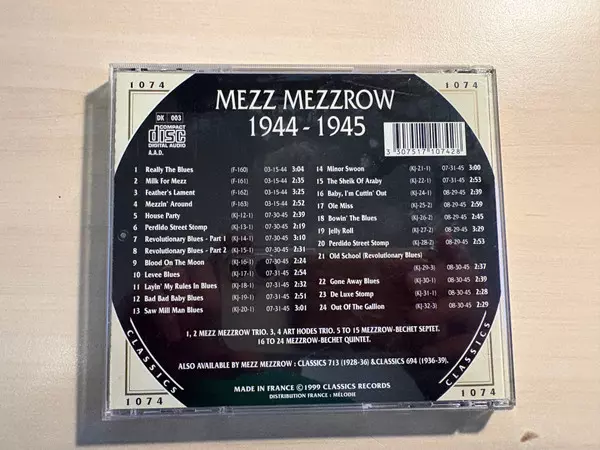 1074
1074
MEZZ MEZZROW
1944 - 1945
DK 003
COMPACT
disc
DIGITAL AUDIO
A.A.D.
3 307517 107428
1 Really The Blues (F-160) 03-15-44 3:04
2 Milk For Mezz (F-161) 03-15-44 2:35
3 Feather's Lament (F-162) 03-15-44 3:25
4 Mezzin' Around (F-163) 03-15-44 2:52
5 House Party (KJ-12-1) 07-30-45 2:35
6 Perdido Street Stomp (KJ-13-1) 07-30-45
7 Revolutionary Blues - Part 1 (KJ-14-1) 07-30-45 3:10
8 Revolutionary Blues - Part 2 (KJ-15-1) 07-30-45 2:31
9 Blood On The Moon (KJ-16-1) 07-30-45 2:24
10 Levee Blues (KJ-17-1) 07-30-45 2:54
11 Layin' My Rules In Blues (KJ-18-1) 07-31-45 2:32
12 Bad Bad Baby Blues (KJ-19-1) 07-31-45 2:51
13 Saw Mill Man Blues (KJ-20-1) 07-31-45 3:01
14 Minor Swoon (KJ-21-1) 07-31-45 3:00
15 The Sheik Of Araby (KJ-22-1) 07-31-45 2:53
16 Baby, I'm Cuttin' Out (KJ-24-1) 08-29-45 2:39
17 Ole Miss (KJ-25-2) 08-29-45 2:59
18 Bowin' The Blues (KJ-26-2) 08-29-45
19 Jelly Roll (KJ-27-2) 08-29-45 2:39
20 Perdido Street Stomp (KJ-28-2) 08-29-45 2:53
21 Old School (Revolutionary Blues)
(KJ-29-3) 08-30-45 2:37
22 Gone Away Blues (KJ-30-1) 08-30-45 2:39
23 De Luxe Stomp (KJ-31-1) 08-30-45 2:28
24 Out Of The Gallion (KJ-32-3) 08-30-45 2:29
1, 2 MEZZ MEZZROW TRIO. 3, 4 ART HODES TRIO. 5 TO 15 MEZZROW-BECHET SEPTET.
16 TO 24 MEZZROW-BECHET QUINTET.
ALSO AVAILABLE BY MEZZ MEZZROW : CLASSICS 713 (1928-36) & CLASSICS 694 (1936-39).
MADE IN FRANCE ©1999 CLASSICS RECORDS
DISTRIBUTION FRANCE : MÉLODIE
CLASSICS
CLASSICS
1074
1074